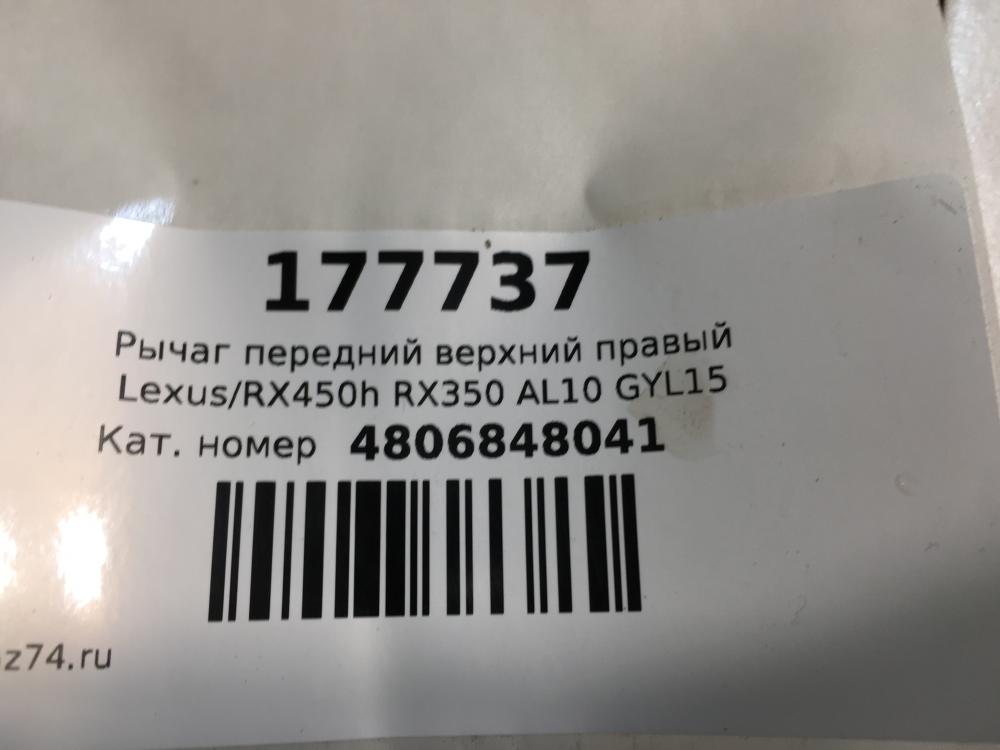 177737
Рычаг передний верхний правый
Lexus/RX450h RX350 AL10 GYL15
Кат. номер 4806848041
z74.ru